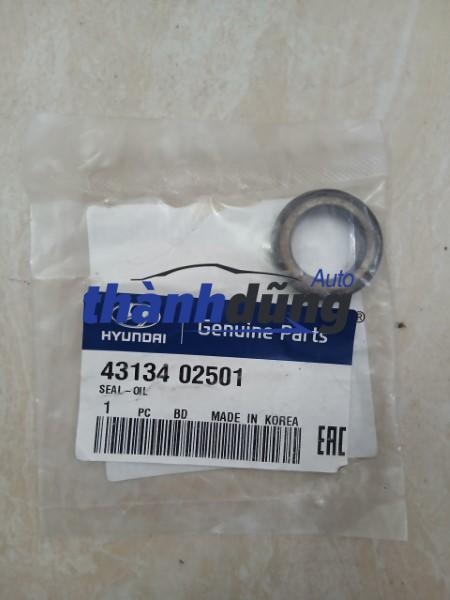 Auto
thànhdũng
®
HYUNDAI
Genuine Parts
43134 02501
SEAL-OIL
1 PC BD MADE IN KOREA
EAC